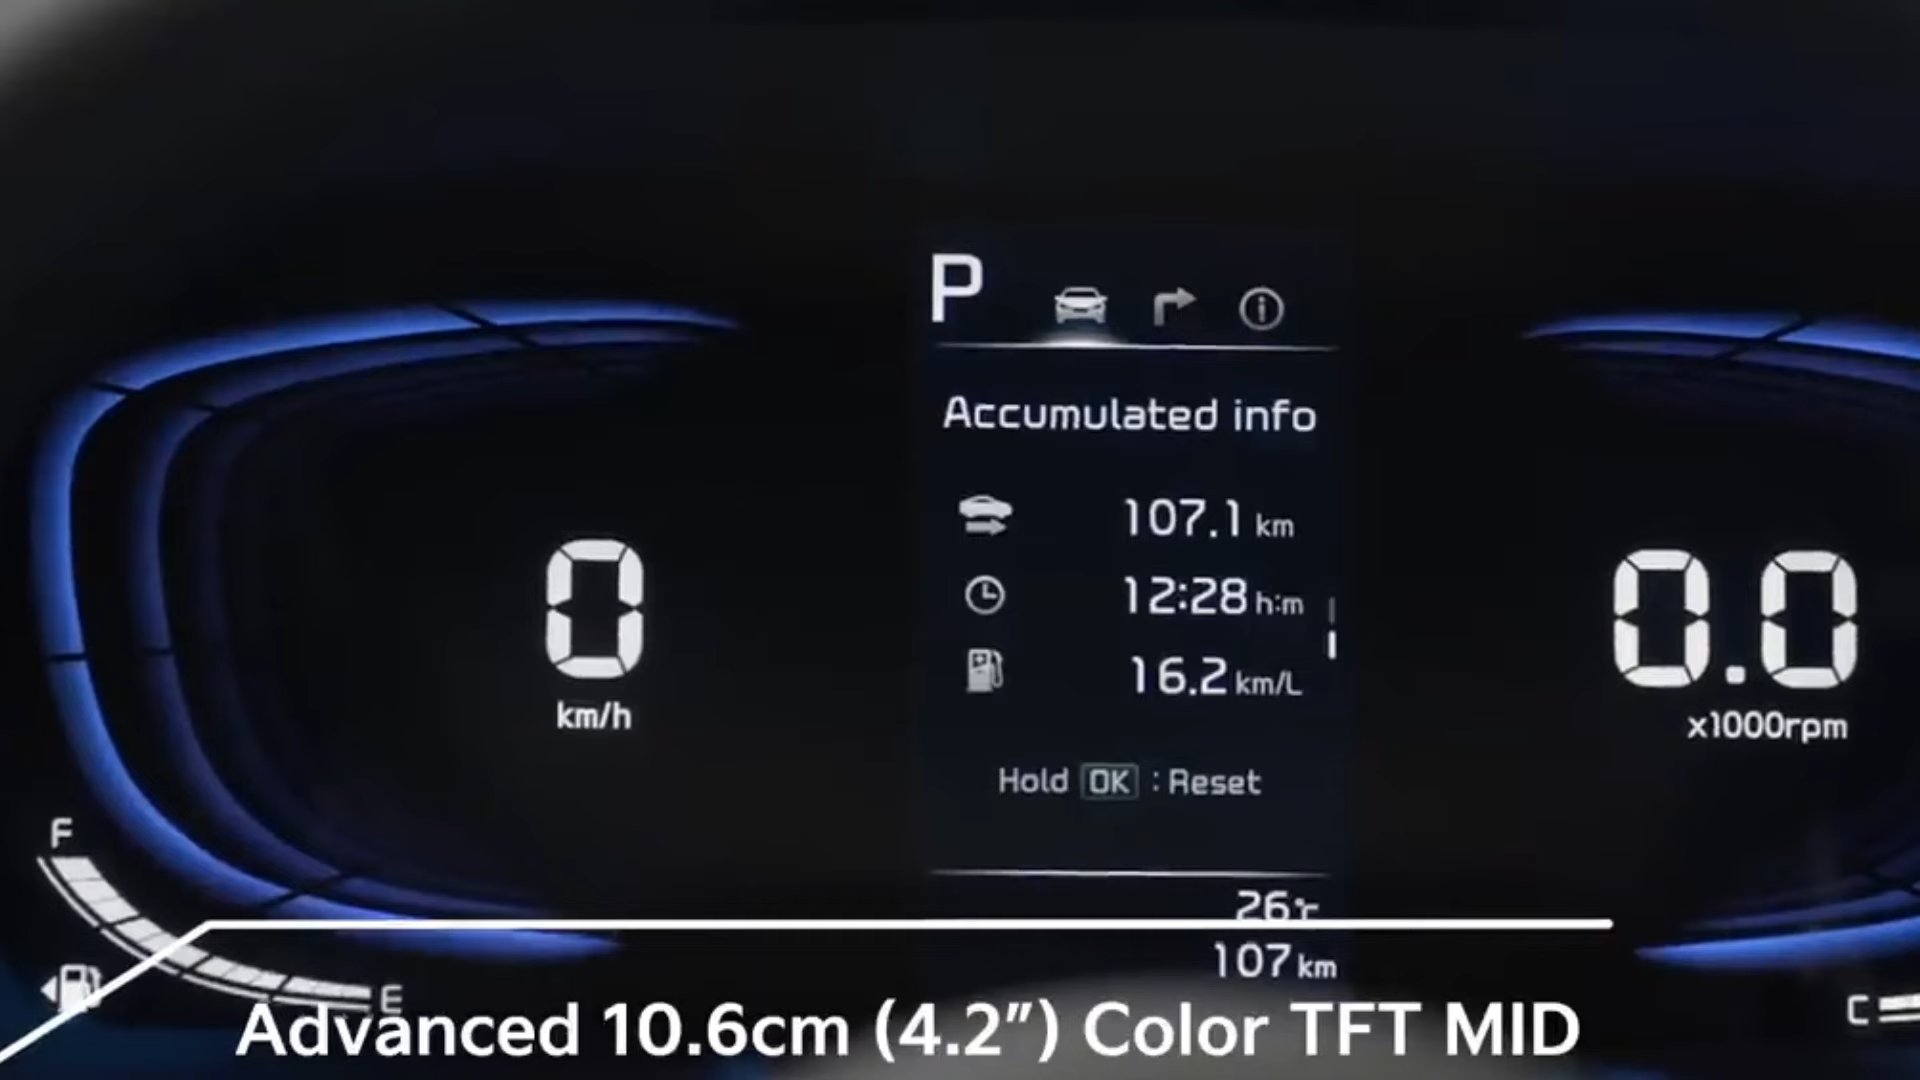 P
Accumulated info
107.1 km
12:28 h:m
16.2 km/L
Hold OK : Reset
0
km/h
0.0
x1000rpm
F
E
26℃
107 km
C
Advanced 10.6cm (4.2″) Color TFT MID